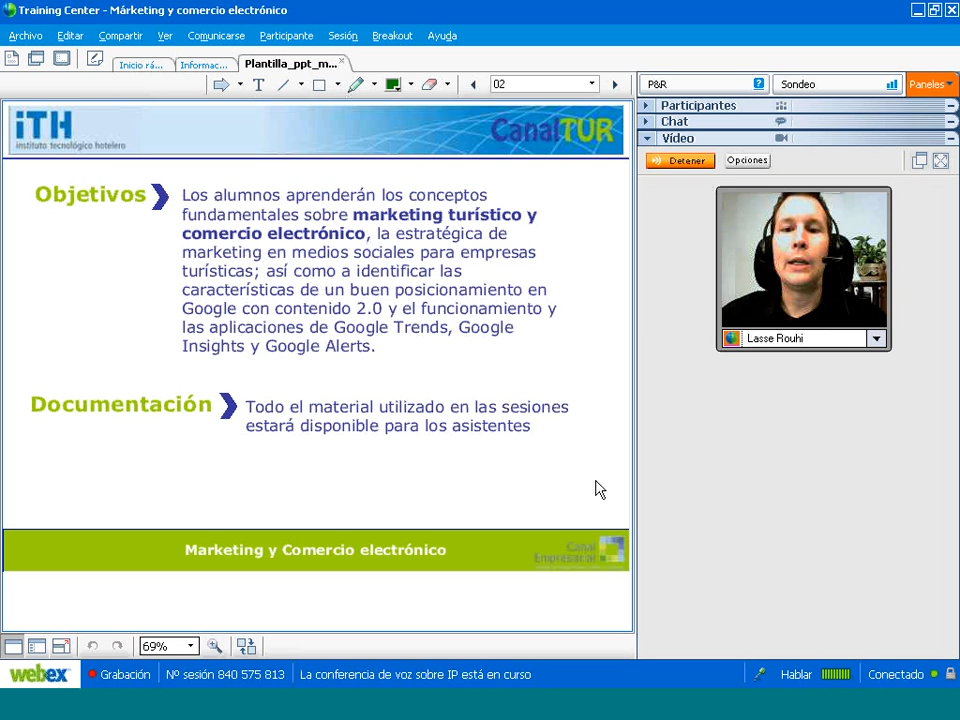 Training Center - Márketing y comercio electrónico
Archivo Editar Compartir Ver Comunicarse Participante Sesión Breakout Ayuda
Inicio rá... Informac... Plantilla_ppt_m...
T 02
P&R ? Sondeo Paneles
Participantes
Chat
Vídeo
Detener Opciones
iTH
instituto tecnológico hotelero
CanalTUR
Objetivos
Los alumnos aprenderán los conceptos
fundamentales sobre marketing turístico y
comercio electrónico, la estratégica de
marketing en medios sociales para empresas
turísticas; así como a identificar las
características de un buen posicionamiento en
Google con contenido 2.0 y el funcionamiento y
las aplicaciones de Google Trends, Google
Insights y Google Alerts.
Lasse Rouhi
Documentación
Todo el material utilizado en las sesiones
estará disponible para los asistentes
Marketing y Comercio electrónico
Canal
Empresarial
69%
webex Grabación Nº sesión 840 575 813 La conferencia de voz sobre IP está en curso Hablar Conectado